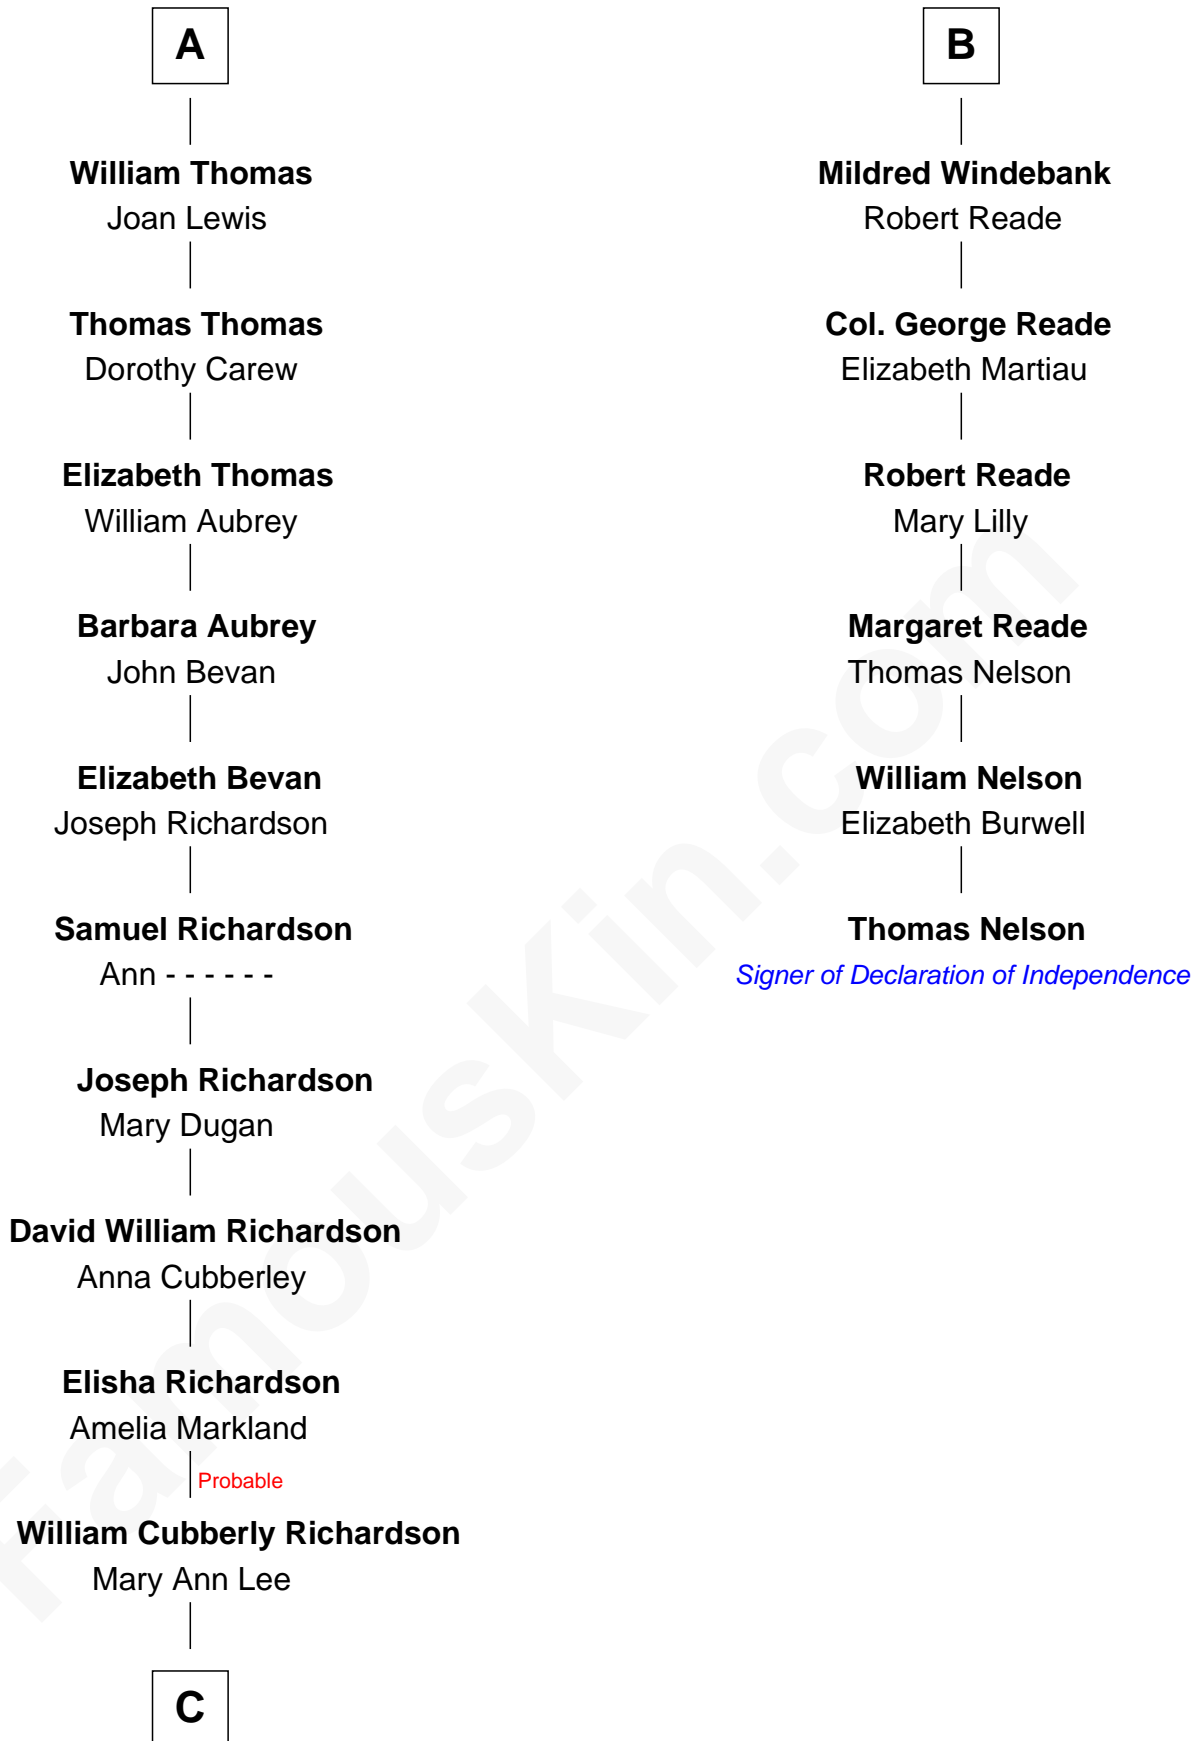 A
William Thomas
Joan Lewis
Thomas Thomas
Dorothy Carew
Elizabeth Thomas
William Aubrey
Barbara Aubrey
John Bevan
Elizabeth Bevan
Joseph Richardson
Samuel Richardson
Ann - - - - - -
Joseph Richardson
Mary Dugan
David William Richardson
Anna Cubberley
Elisha Richardson
Amelia Markland
Probable
William Cubberly Richardson
Mary Ann Lee
C
B
Mildred Windebank
Robert Reade
Col. George Reade
Elizabeth Martiau
Robert Reade
Mary Lilly
Margaret Reade
Thomas Nelson
William Nelson
Elizabeth Burwell
Thomas Nelson
Signer of Declaration of Independence
FamousKin.com